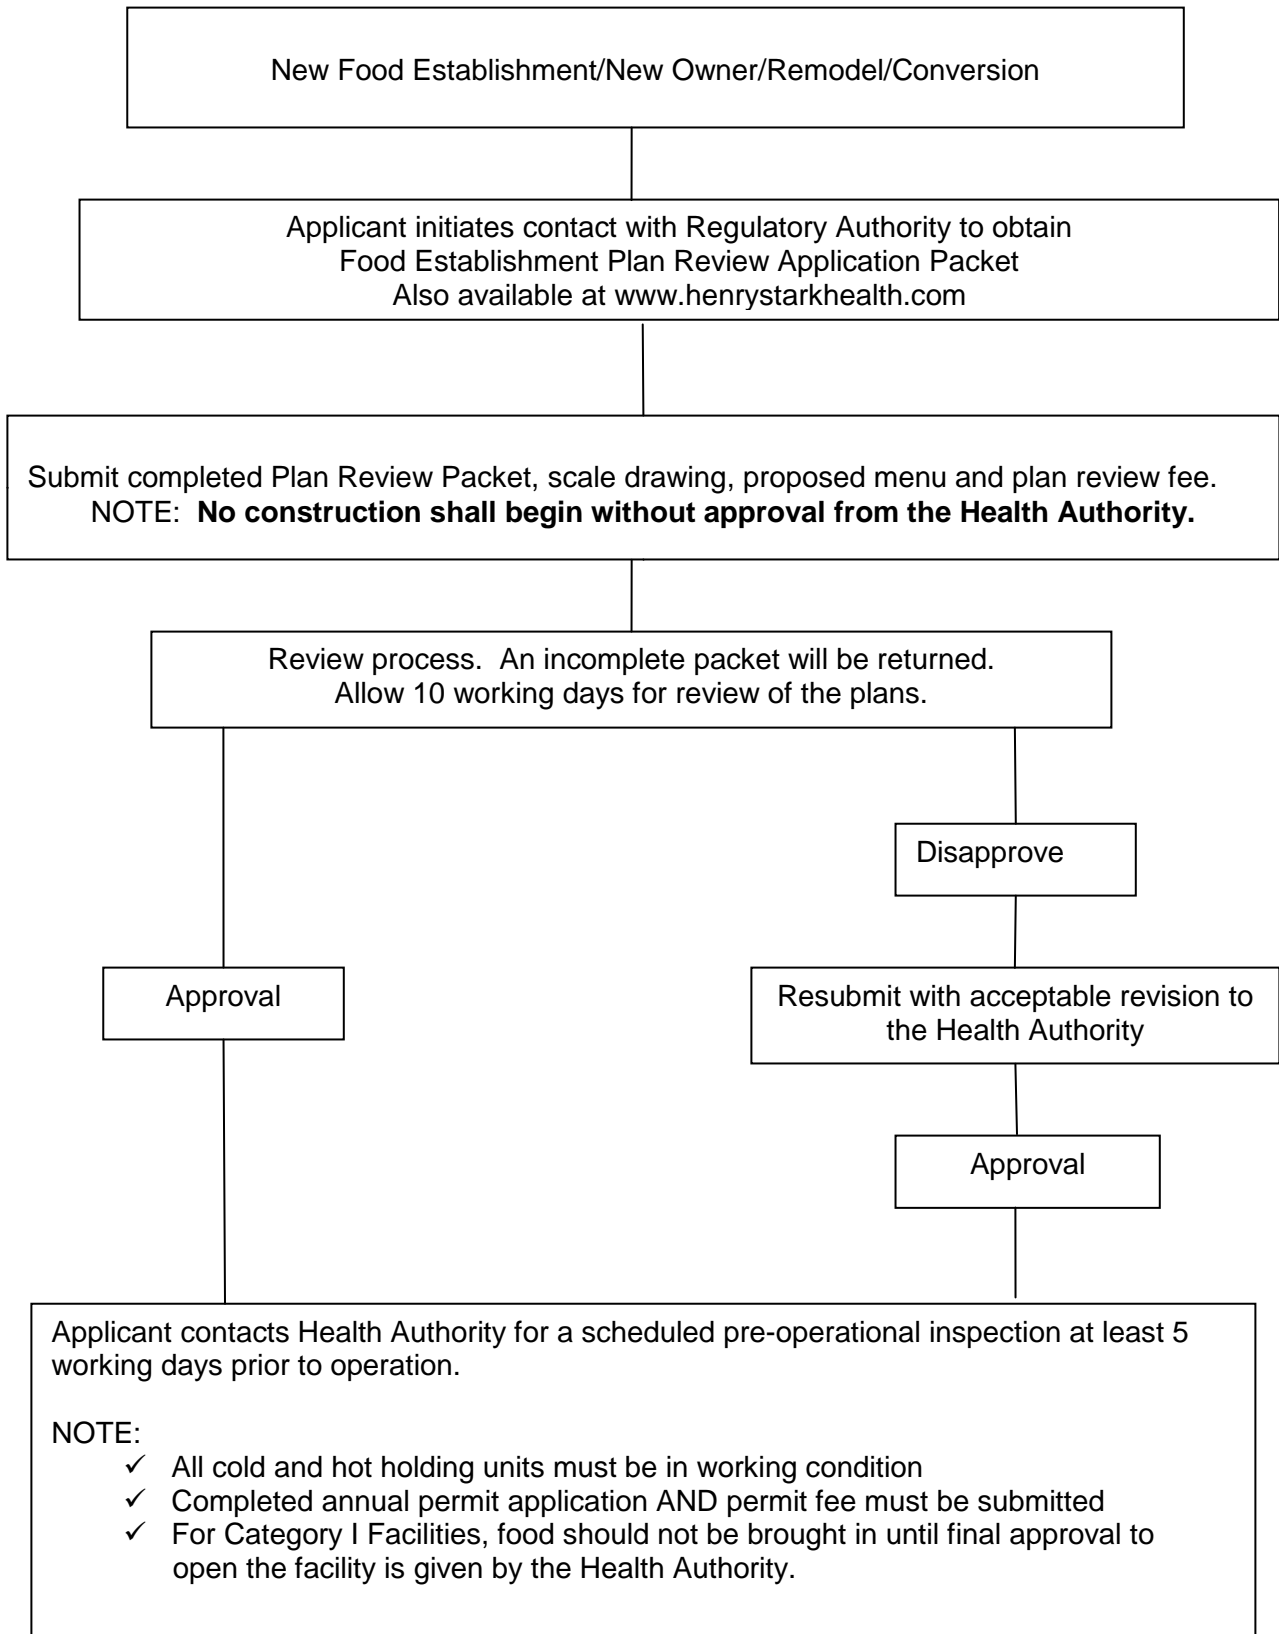 New Food Establishment/New Owner/Remodel/Conversion
Applicant initiates contact with Regulatory Authority to obtain
Food Establishment Plan Review Application Packet
Also available at www.henrystarkhealth.com
Submit completed Plan Review Packet, scale drawing, proposed menu and plan review fee.
NOTE: No construction shall begin without approval from the Health Authority.
Review process. An incomplete packet will be returned.
Allow 10 working days for review of the plans.
Disapprove
Approval
Resubmit with acceptable revision to
the Health Authority
Approval
Applicant contacts Health Authority for a scheduled pre-operational inspection at least 5
working days prior to operation.
NOTE:
✓ All cold and hot holding units must be in working condition
✓ Completed annual permit application AND permit fee must be submitted
✓ For Category I Facilities, food should not be brought in until final approval to
open the facility is given by the Health Authority.